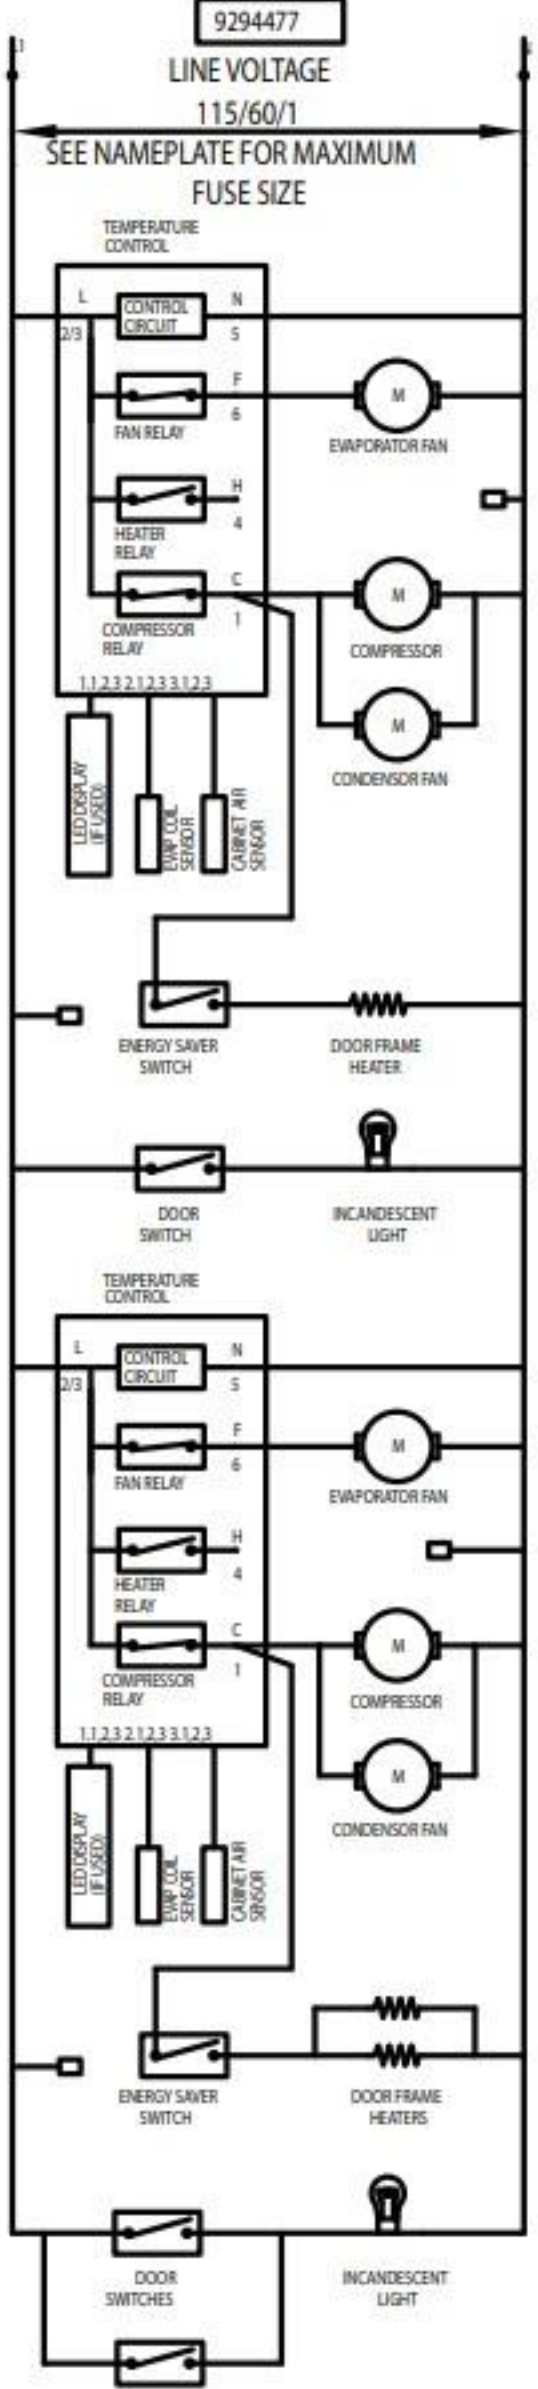 9294477
L1
LINE VOLTAGE
115/60/1
SEE NAMEPLATE FOR MAXIMUM
FUSE SIZE
TEMPERATURE
CONTROL
L
CONTROL
CIRCUIT
N
2/3
5
F
M
6
FAN RELAY
EVAPORATOR FAN
H
4
HEATER
RELAY
C
M
1
COMPRESSOR
RELAY
COMPRESSOR
1.1,2,3 2.1,2,3 3.1,2,3
M
CONDENSOR FAN
LED DISPLAY
(IF USED)
EVAP COIL
SENSOR
CABINET AIR
SENSOR
ENERGY SAVER
SWITCH
DOOR FRAME
HEATER
DOOR
SWITCH
INCANDESCENT
LIGHT
TEMPERATURE
CONTROL
L
CONTROL
CIRCUIT
N
2/3
5
F
M
6
FAN RELAY
EVAPORATOR FAN
H
4
HEATER
RELAY
C
M
1
COMPRESSOR
RELAY
COMPRESSOR
1.1,2,3 2.1,2,3 3.1,2,3
M
CONDENSOR FAN
LED DISPLAY
(IF USED)
EVAP COIL
SENSOR
CABINET AIR
SENSOR
ENERGY SAVER
SWITCH
DOOR FRAME
HEATERS
DOOR
SWITCHES
INCANDESCENT
LIGHT